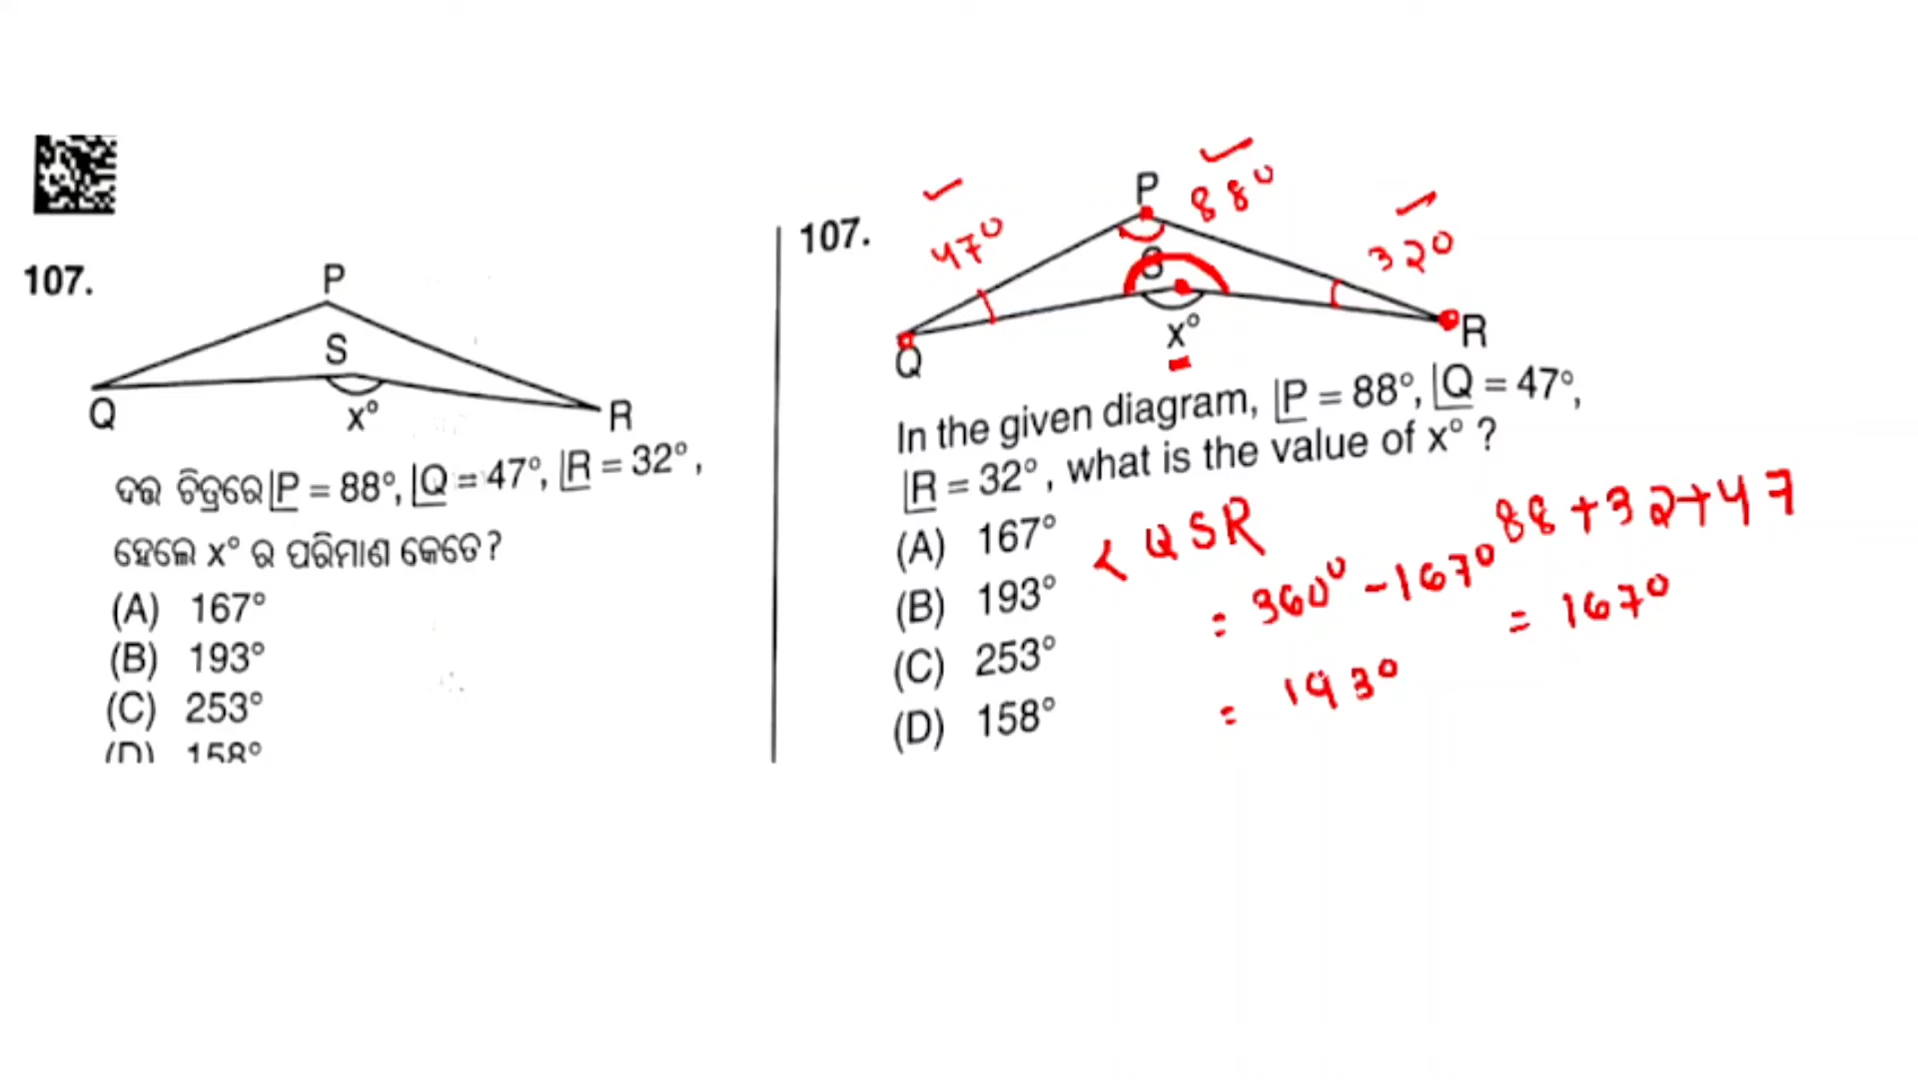 107.
P
S
Q
x°
R
ଦତ୍ତ ଚିତ୍ରରେ ∠P = 88°, ∠Q = 47°, ∠R = 32°,
ହେଲେ x° ର ପରିମାଣ କେତେ?
(A) 167°
(B) 193°
(C) 253°
(D) 158°
107.
P
88°
47°
32°
S
Q
x°
R
In the given diagram, ∠P = 88°, ∠Q = 47°,
∠R = 32°, what is the value of x° ?
(A) 167°
(B) 193°
(C) 253°
(D) 158°
< QSR
= 360° - 167°
= 193°
88 + 32 + 47
= 167°